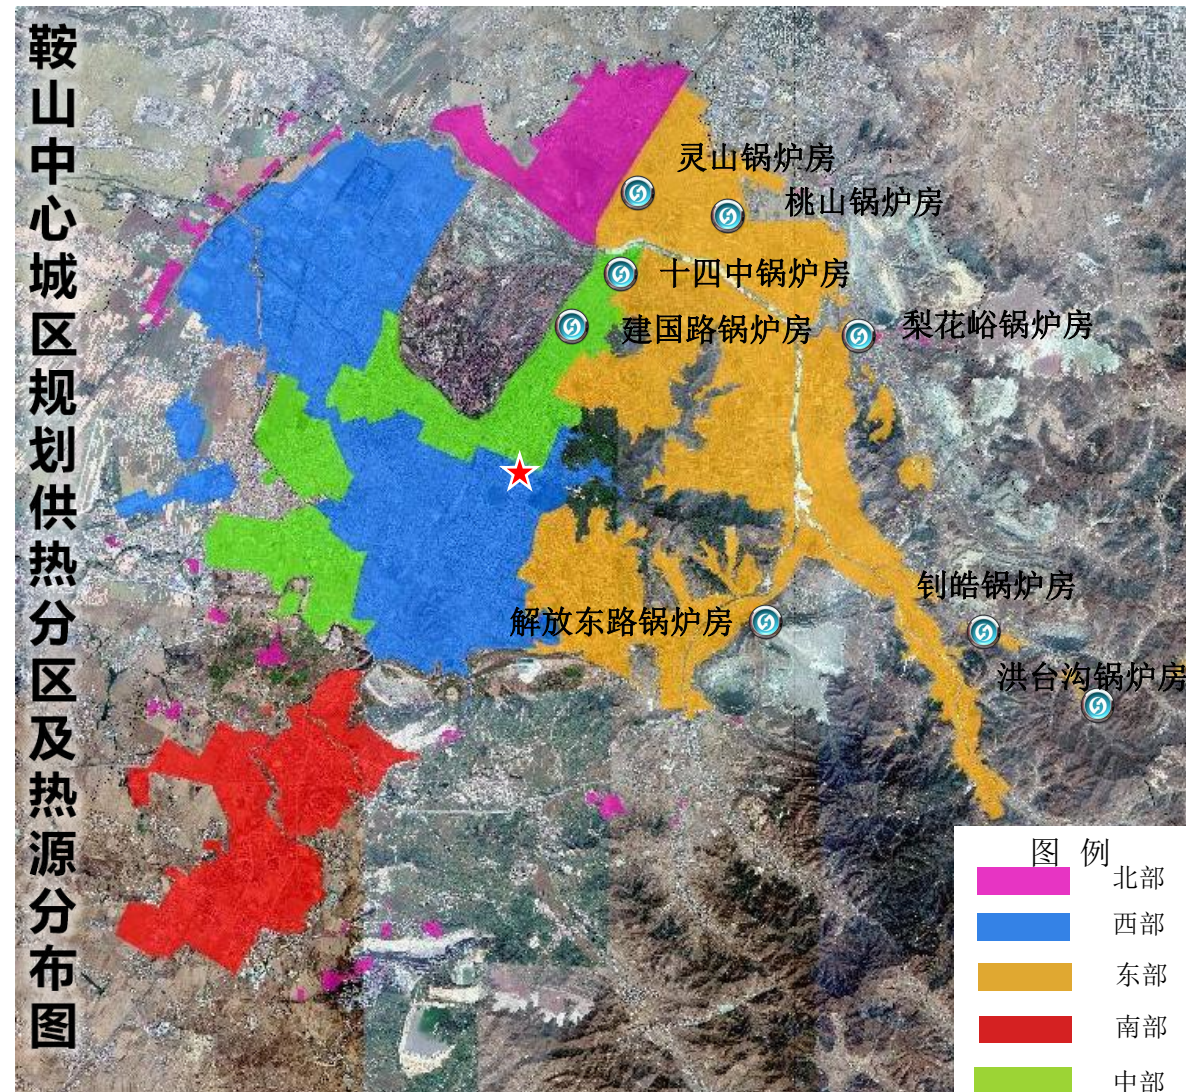 鞍山中心城区规划供热分区及热源分布图
灵山锅炉房
桃山锅炉房
十四中锅炉房
建国路锅炉房
梨花峪锅炉房
钊皓锅炉房
解放东路锅炉房
洪台沟锅炉房
图 例
北部
西部
东部
南部
中部